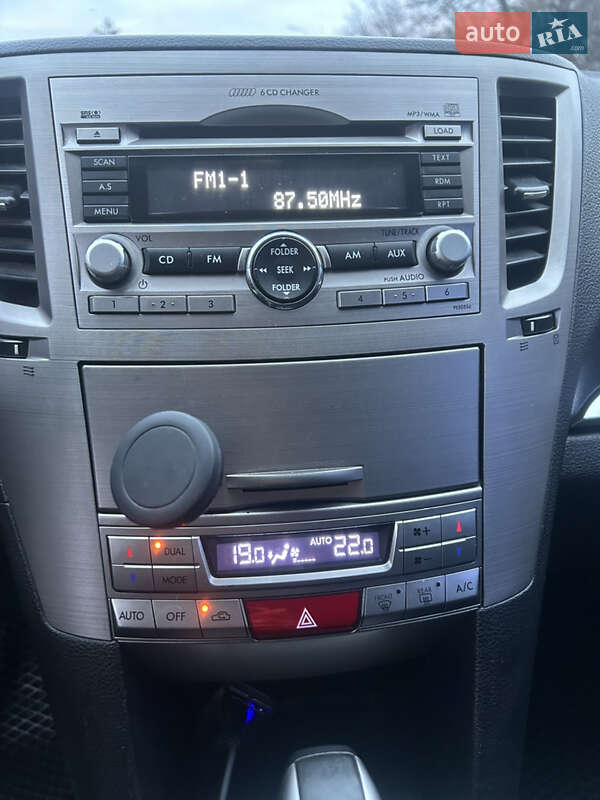 auto RIA .com
6 CD CHANGER
MP3/WMA
LOAD
SCAN
TEXT
A.S
RDM
MENU
RPT
FM1-1
87.50MHz
VOL
TUNE/TRACK
CD
FM
FOLDER
SEEK
FOLDER
AM
AUX
PUSH AUDIO
1
-2-
3
4
-5-
6
DUAL
MODE
19.0
AUTO
22.0
AUTO
OFF
FRONT
REAR
A/C